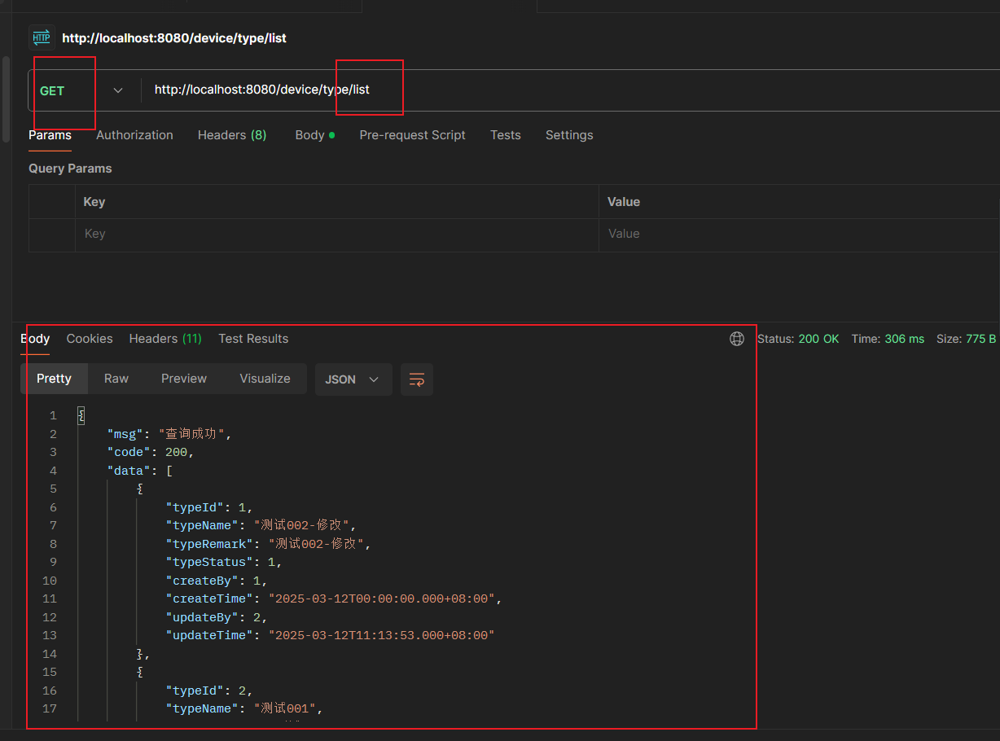 HTTP http://localhost:8080/device/type/list
GET http://localhost:8080/device/type/list
Params Authorization Headers (8) Body Pre-request Script Tests Settings
Query Params
Key Value
Key Value
Body Cookies Headers (11) Test Results Status: 200 OK Time: 306 ms Size: 775 B
Pretty Raw Preview Visualize JSON
1 {
2 "msg": "查询成功",
3 "code": 200,
4 "data": [
5 {
6 "typeId": 1,
7 "typeName": "测试002-修改",
8 "typeRemark": "测试002-修改",
9 "typeStatus": 1,
10 "createBy": 1,
11 "createTime": "2025-03-12T00:00:00.000+08:00",
12 "updateBy": 2,
13 "updateTime": "2025-03-12T11:13:53.000+08:00"
14 },
15 {
16 "typeId": 2,
17 "typeName": "测试001",